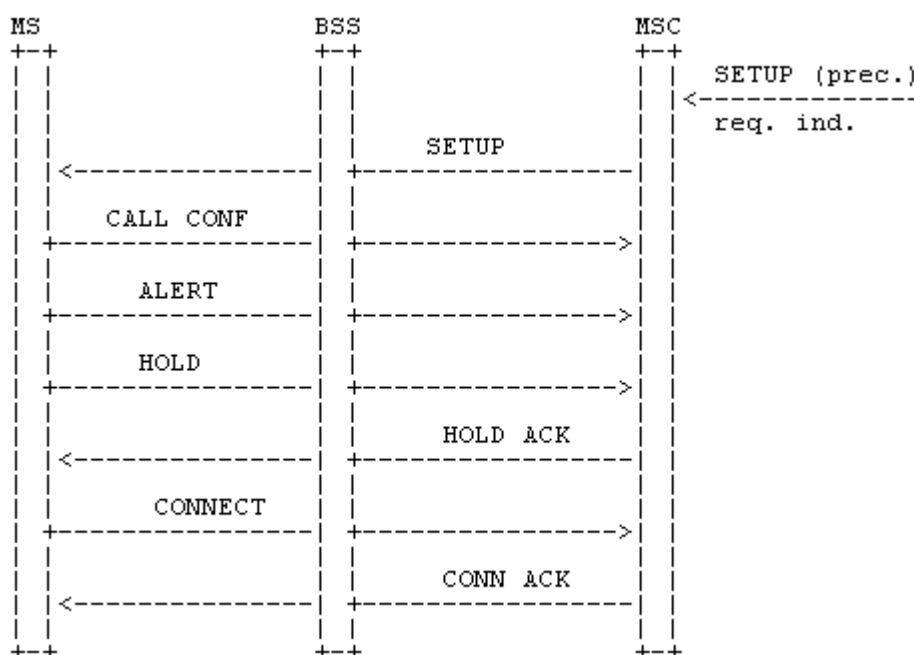 MS BSS MSC
SETUP (prec.)
req. ind.
SETUP
CALL CONF
ALERT
HOLD
HOLD ACK
CONNECT
CONN ACK